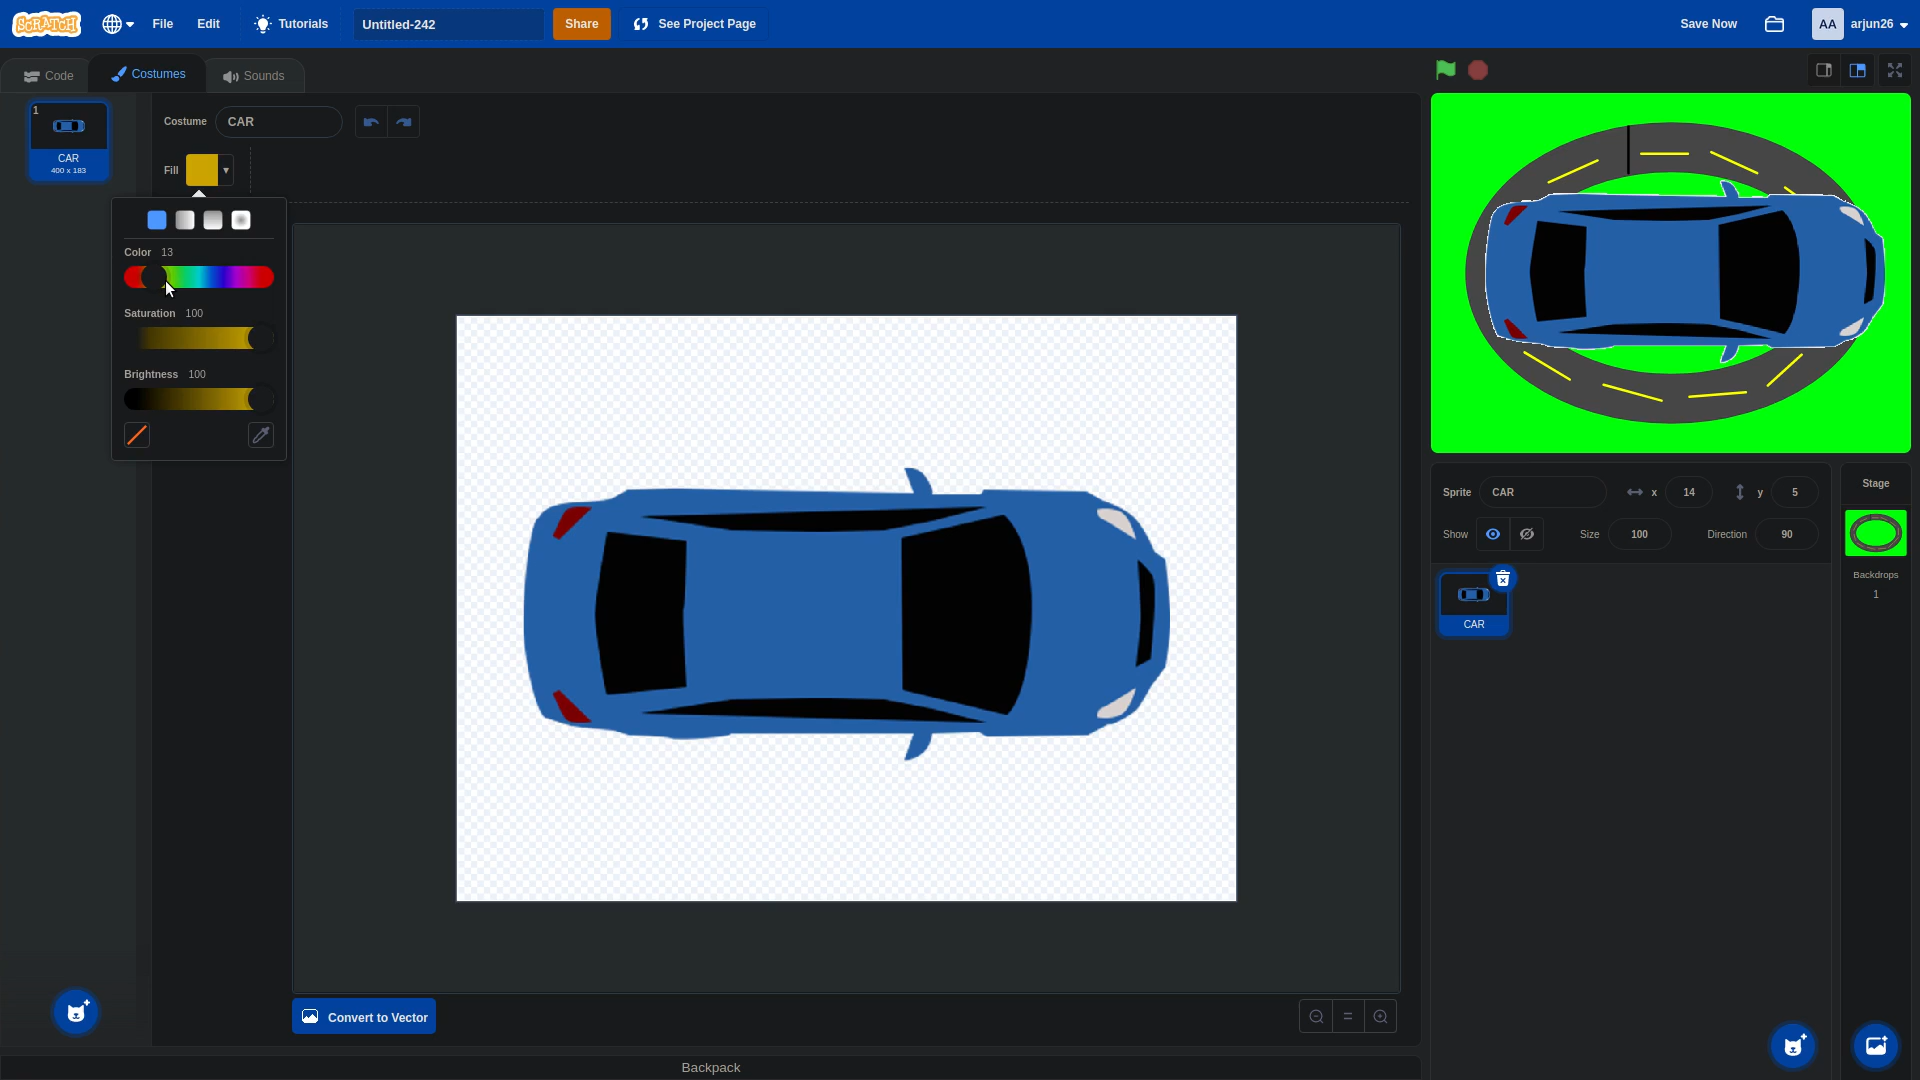 SCRATCH File Edit Tutorials Untitled-242 Share See Project Page Save Now AA arjun26
Code Costumes Sounds
1
CAR
400 x 183
Costume CAR
Fill
Color 13
Saturation 100
Brightness 100
Convert to Vector
Backpack
Sprite CAR x 14 y 5
Show Size 100 Direction 90
CAR
Stage
Backdrops
1